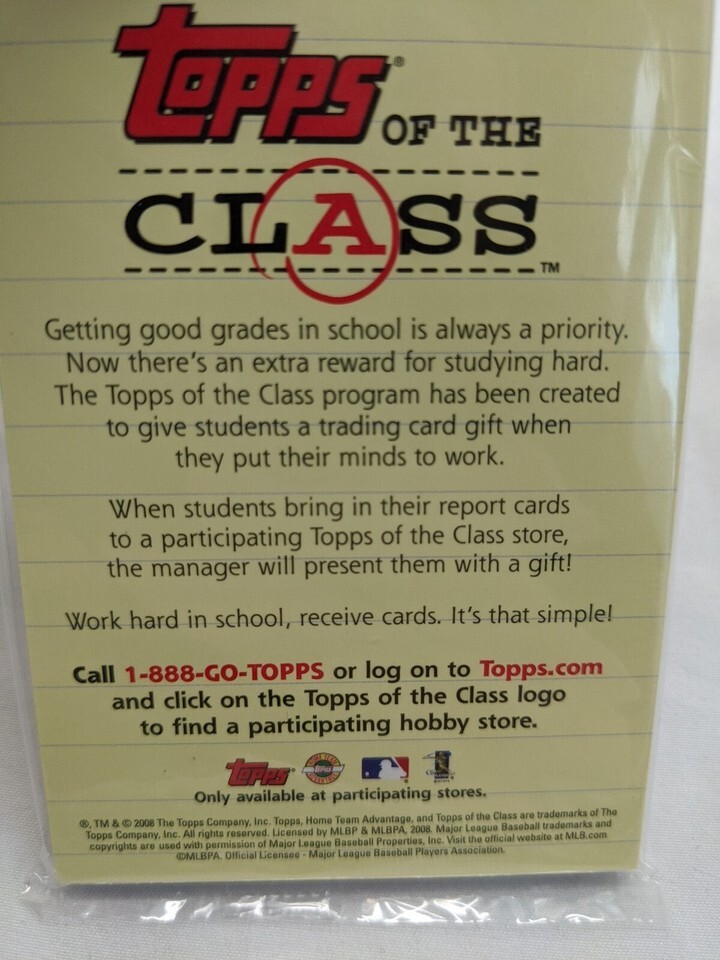 Topps® OF THE
CLASS™
Getting good grades in school is always a priority.
Now there's an extra reward for studying hard.
The Topps of the Class program has been created
to give students a trading card gift when
they put their minds to work.
When students bring in their report cards
to a participating Topps of the Class store,
the manager will present them with a gift!
Work hard in school, receive cards. It's that simple!
Call 1-888-GO-TOPPS or log on to Topps.com
and click on the Topps of the Class logo
to find a participating hobby store.
Topps®
Only available at participating stores.
®, TM & © 2008 The Topps Company, Inc. Topps, Home Team Advantage, and Topps of the Class are trademarks of The
Topps Company, Inc. All rights reserved. Licensed by MLBP & MLBPA, 2008. Major League Baseball trademarks and
copyrights are used with permission of Major League Baseball Properties, Inc. Visit the official website at MLB.com
©MLBPA. Official Licensee - Major League Baseball Players Association.